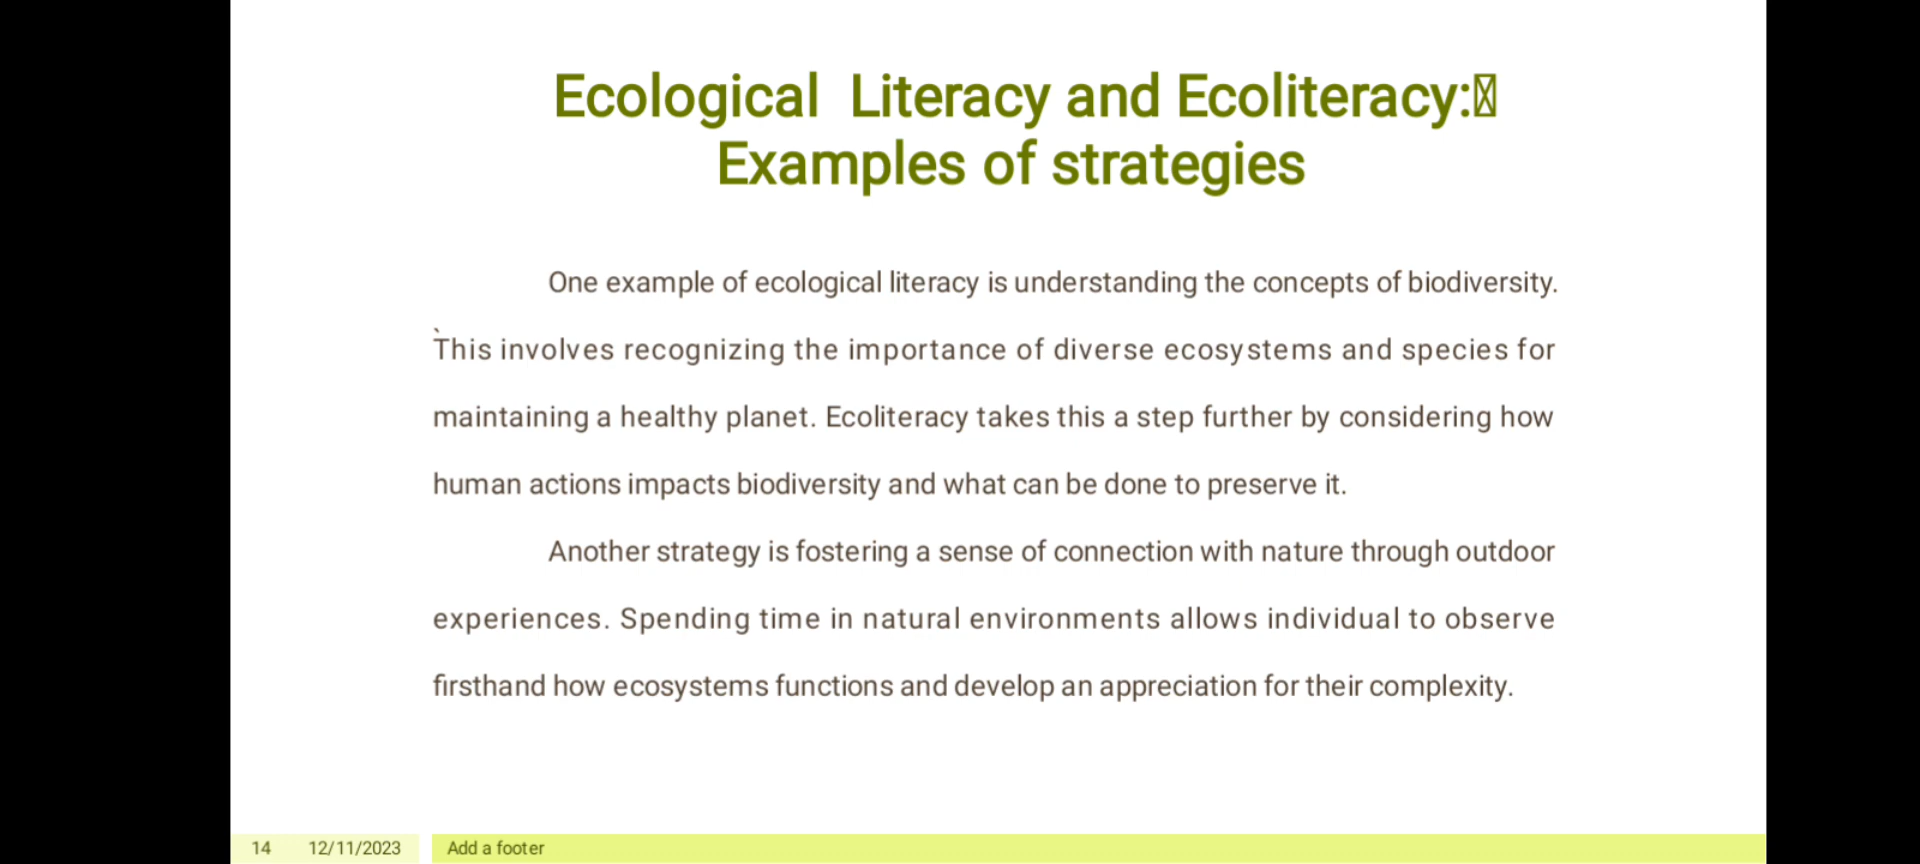 Ecological  Literacy and Ecoliteracy:
Examples of strategies
One example of ecological literacy is understanding the concepts of biodiversity.
`This involves recognizing the importance of diverse ecosystems and species for
maintaining a healthy planet. Ecoliteracy takes this a step further by considering how
human actions impacts biodiversity and what can be done to preserve it.
Another strategy is fostering a sense of connection with nature through outdoor
experiences. Spending time in natural environments allows individual to observe
firsthand how ecosystems functions and develop an appreciation for their complexity.
14 12/11/2023 Add a footer